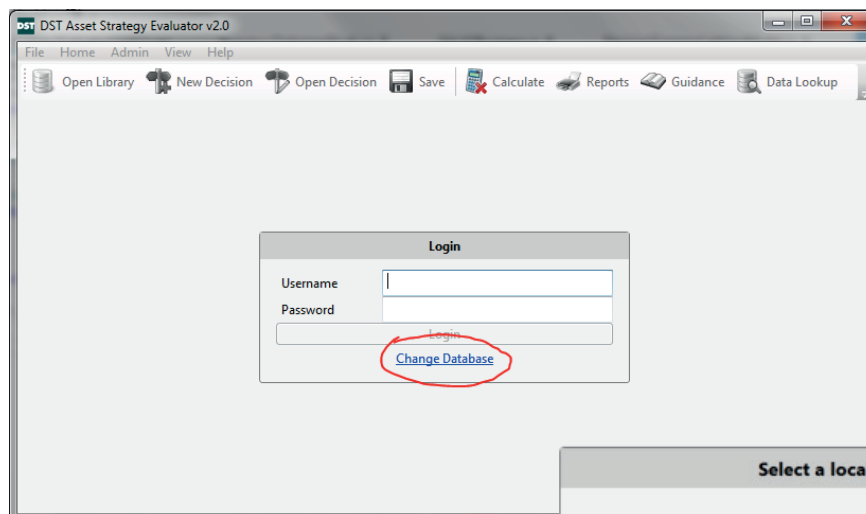 DST DST Asset Strategy Evaluator v2.0
File Home Admin View Help
Open Library New Decision Open Decision Save Calculate Reports Guidance Data Lookup
Login
Username
Password
Login
Change Database
Select a loca